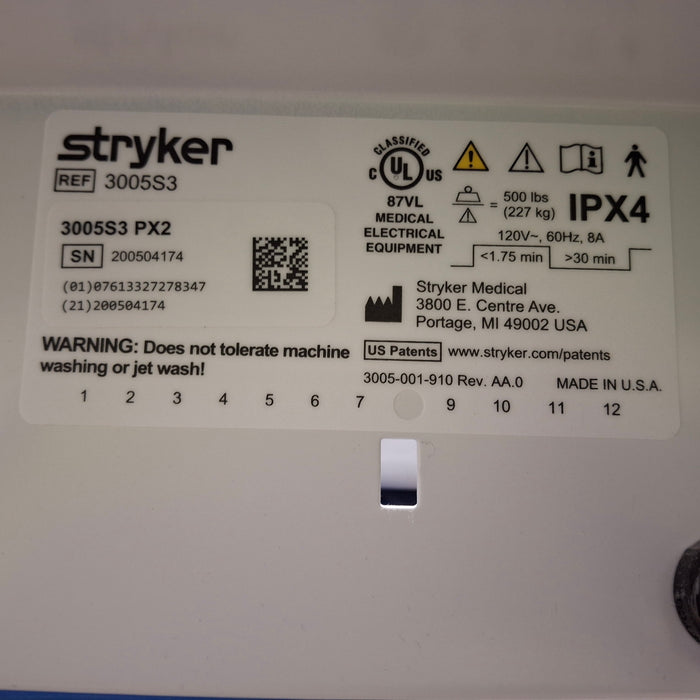 stryker
REF 3005S3
3005S3 PX2
SN 200504174
(01)07613327278347
(21)200504174
WARNING: Does not tolerate machine
washing or jet wash!
CLASSIFIED
C UL US
87VL
MEDICAL
ELECTRICAL
EQUIPMENT
= 500 lbs
(227 kg)
IPX4
120V~, 60Hz, 8A
<1.75 min >30 min
Stryker Medical
3800 E. Centre Ave.
Portage, MI 49002 USA
US Patents www.stryker.com/patents
3005-001-910 Rev. AA.0 MADE IN U.S.A.
1 2 3 4 5 6 7 9 10 11 12